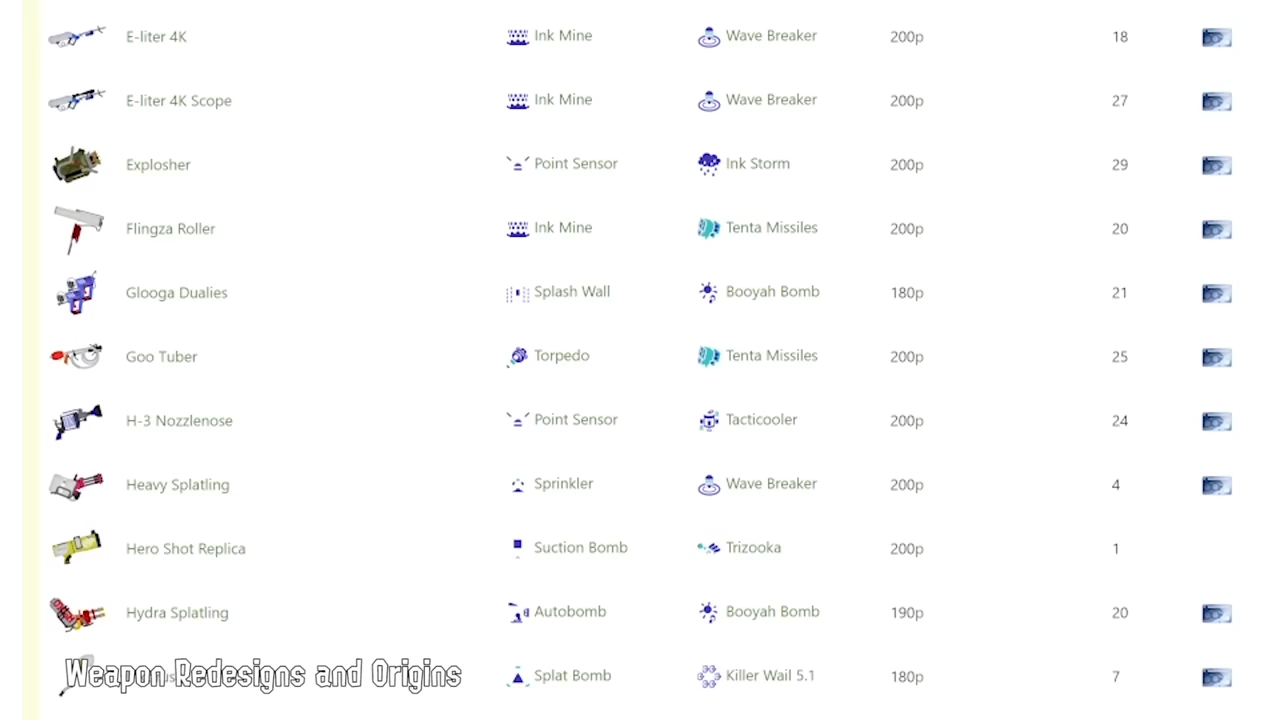 E-liter 4K Ink Mine Wave Breaker 200p 18
E-liter 4K Scope Ink Mine Wave Breaker 200p 27
Explosher Point Sensor Ink Storm 200p 29
Flingza Roller Ink Mine Tenta Missiles 200p 20
Glooga Dualies Splash Wall Booyah Bomb 180p 21
Goo Tuber Torpedo Tenta Missiles 200p 25
H-3 Nozzlenose Point Sensor Tacticooler 200p 24
Heavy Splatling Sprinkler Wave Breaker 200p 4
Hero Shot Replica Suction Bomb Trizooka 200p 1
Hydra Splatling Autobomb Booyah Bomb 190p 20
Weapon Redesigns and Origins Splat Bomb Killer Wail 5.1 180p 7